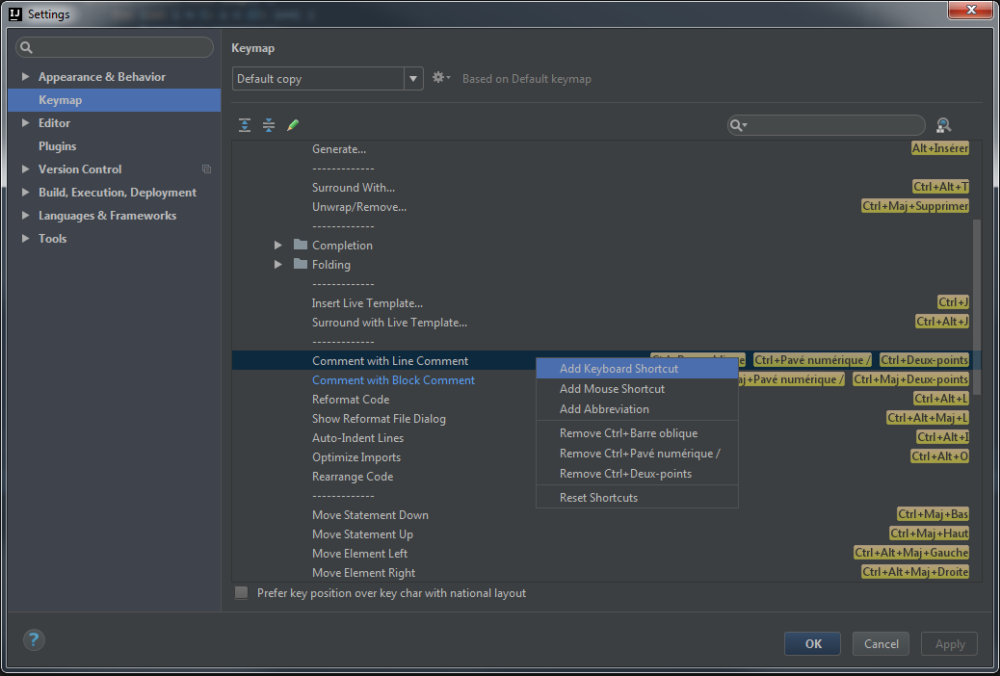 Settings
Appearance & Behavior
Keymap
Editor
Plugins
Version Control
Build, Execution, Deployment
Languages & Frameworks
Tools
Keymap
Default copy
Based on Default keymap
Generate... Alt+Insérer
-------------
Surround With... Ctrl+Alt+T
Unwrap/Remove... Ctrl+Maj+Supprimer
-------------
Completion
Folding
-------------
Insert Live Template... Ctrl+J
Surround with Live Template... Ctrl+Alt+J
-------------
Comment with Line Comment Ctrl+Pavé numérique / Ctrl+Deux-points
Comment with Block Comment Pavé numérique / Ctrl+Maj+Deux-points
Reformat Code Ctrl+Alt+L
Show Reformat File Dialog Ctrl+Alt+Maj+L
Auto-Indent Lines Ctrl+Alt+I
Optimize Imports Ctrl+Alt+O
Rearrange Code
-------------
Move Statement Down Ctrl+Maj+Bas
Move Statement Up Ctrl+Maj+Haut
Move Element Left Ctrl+Alt+Maj+Gauche
Move Element Right Ctrl+Alt+Maj+Droite
Add Keyboard Shortcut
Add Mouse Shortcut
Add Abbreviation
Remove Ctrl+Barre oblique
Remove Ctrl+Pavé numérique /
Remove Ctrl+Deux-points
Reset Shortcuts
Prefer key position over key char with national layout
?
OK
Cancel
Apply